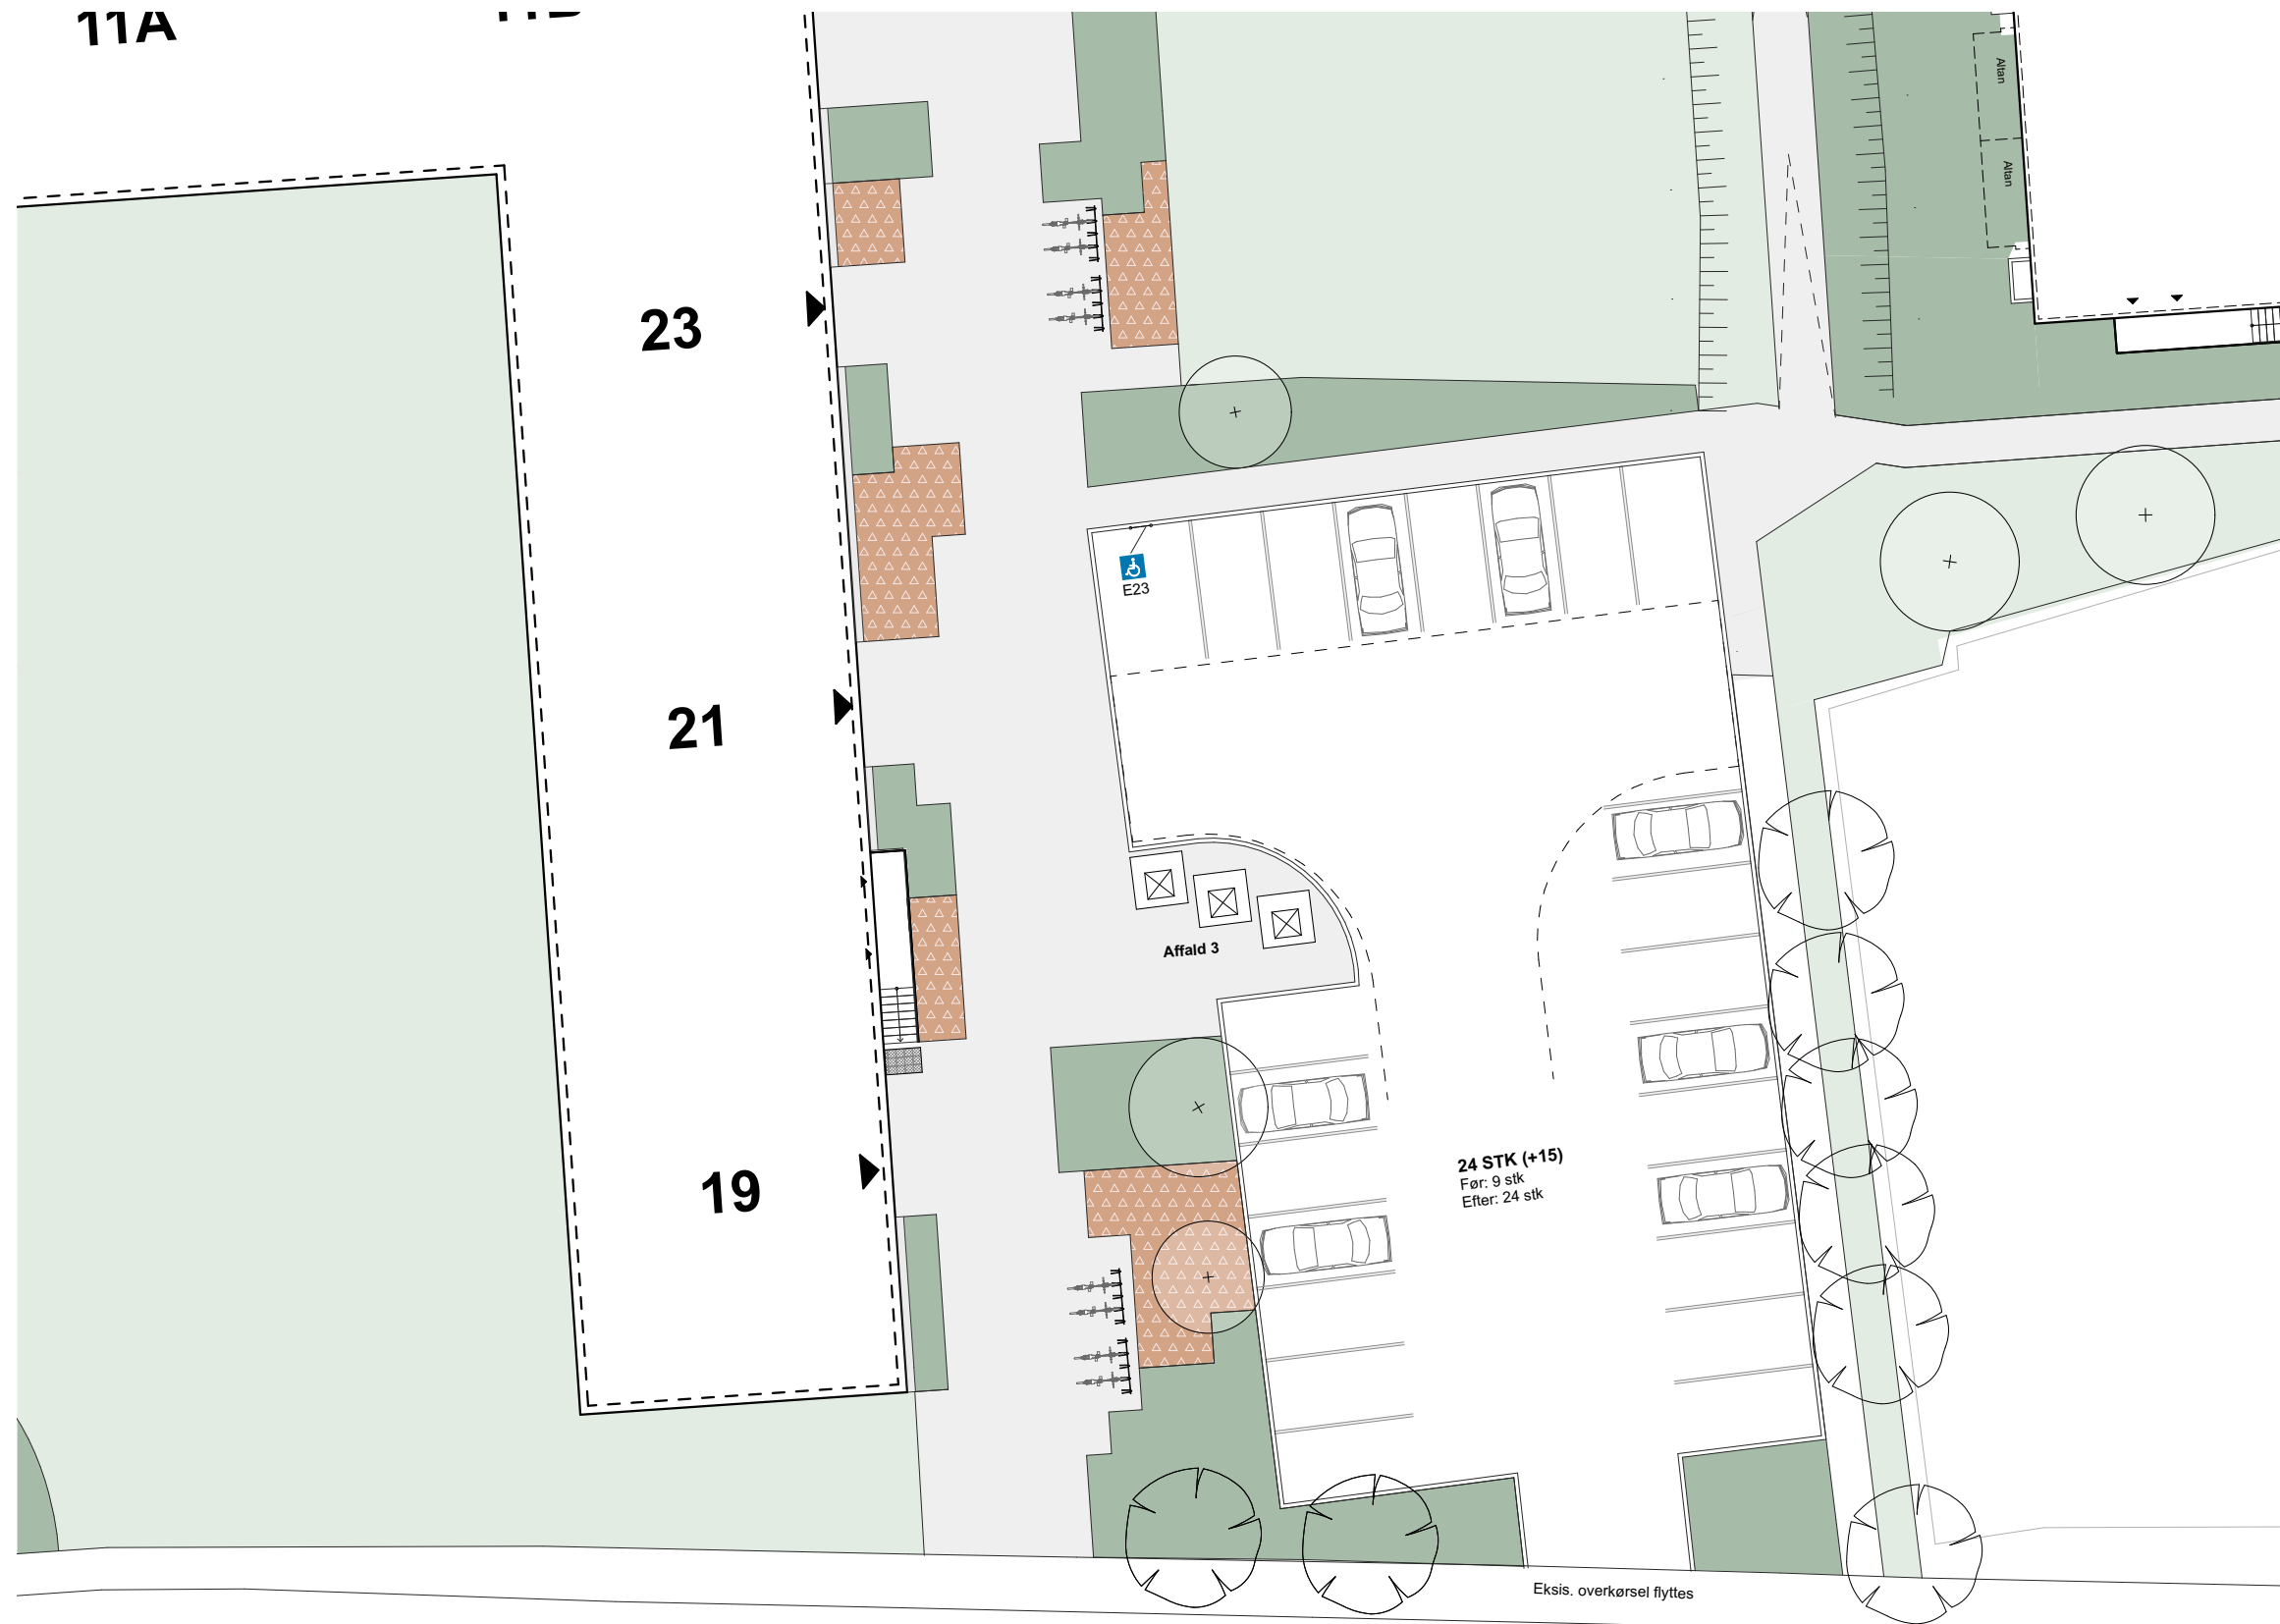 11A
Altan
Altan
23
E23
21
Affald 3
24 STK (+15)
Før: 9 stk
Efter: 24 stk
19
Eksis. overkørsel flyttes